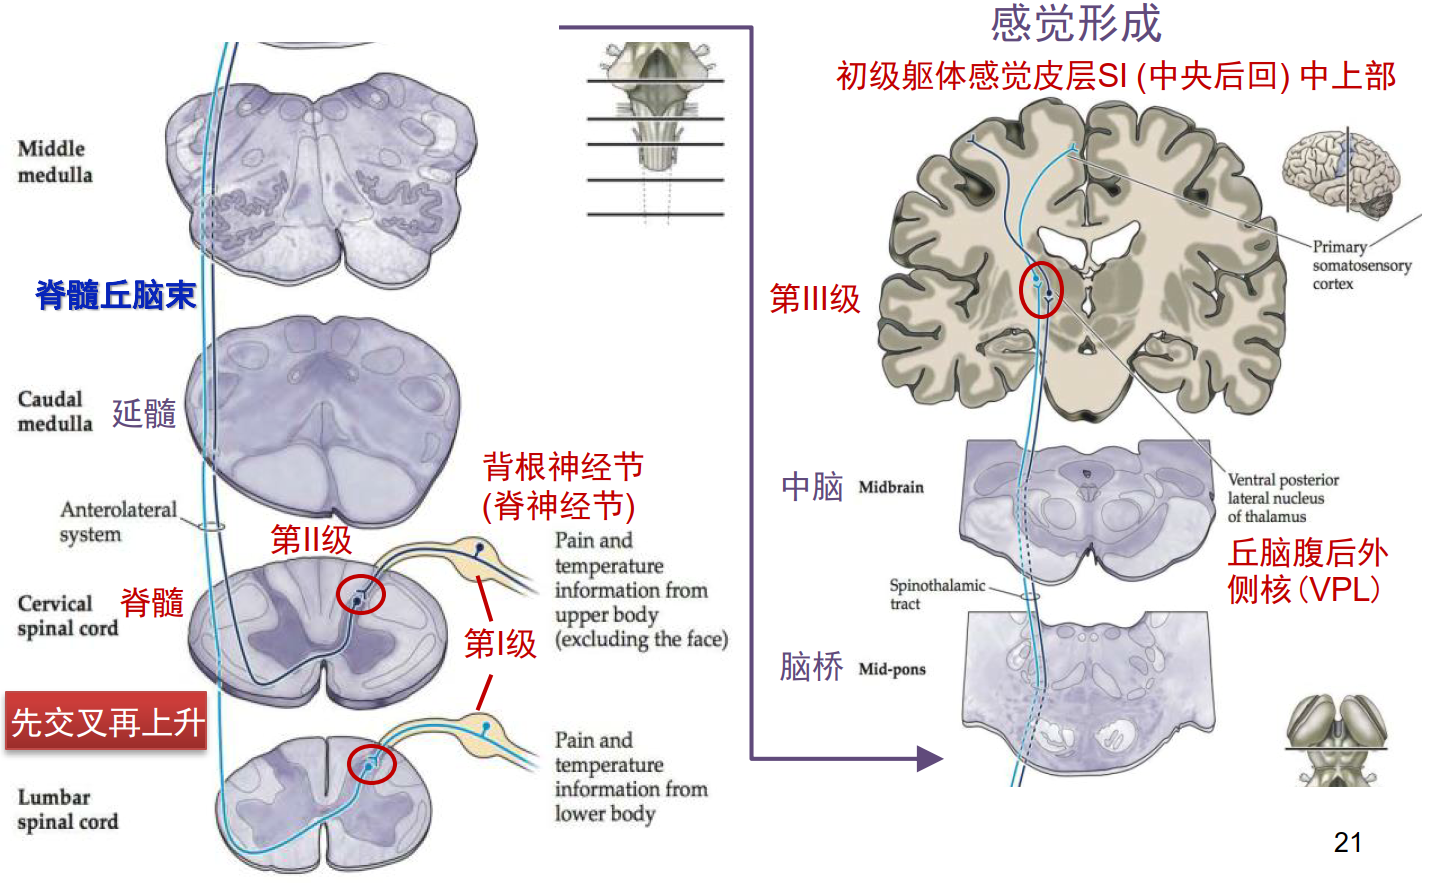 Middle
medulla
脊髓丘脑束
Caudal
medulla
延髓
Anterolateral
system
背根神经节
(脊神经节)
第II级
Cervical
spinal cord
脊髓
Pain and
temperature
information from
upper body
(excluding the face)
第I级
先交叉再上升
Lumbar
spinal cord
Pain and
temperature
information from
lower body
感觉形成
初级躯体感觉皮层SI (中央后回) 中上部
第III级
Primary
somatosensory
cortex
中脑
Midbrain
Ventral posterior
lateral nucleus
of thalamus
丘脑腹后外
侧核（VPL）
Spinothalamic
tract
脑桥
Mid-pons
21